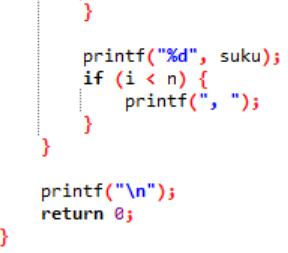 }
printf("%d", suku);
if (i < n) {
printf(", ");
}
}
printf("\n");
return 0;
}